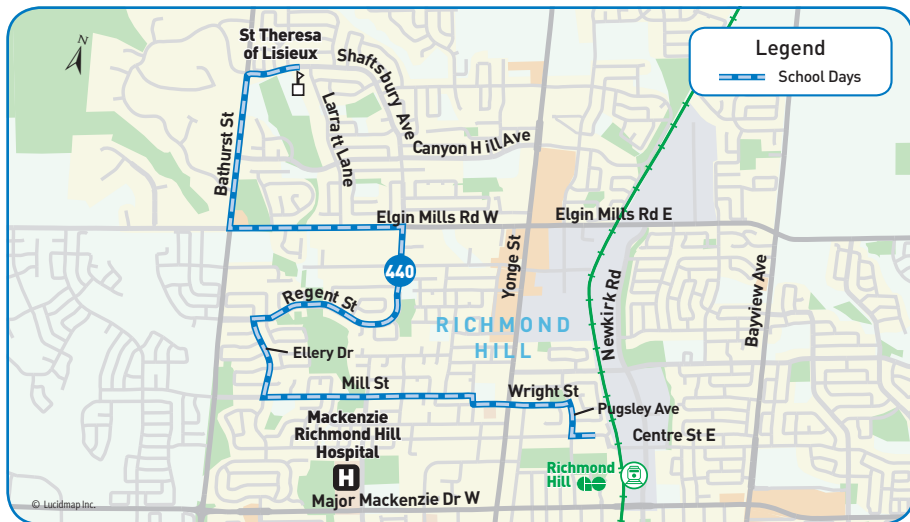 N
St Theresa
of Lisieux
Shaftsbury Ave
Larratt Lane
Canyon Hill Ave
Bathurst St
Legend
School Days
Elgin Mills Rd W
Elgin Mills Rd E
440
Yonge St
Newkirk Rd
Bayview Ave
Regent St
RICHMOND
HILL
Ellery Dr
Mill St
Wright St
Pugsley Ave
Centre St E
Mackenzie
Richmond Hill
Hospital
H
Richmond
Hill
GO
Major Mackenzie Dr W
© Lucidmap Inc.